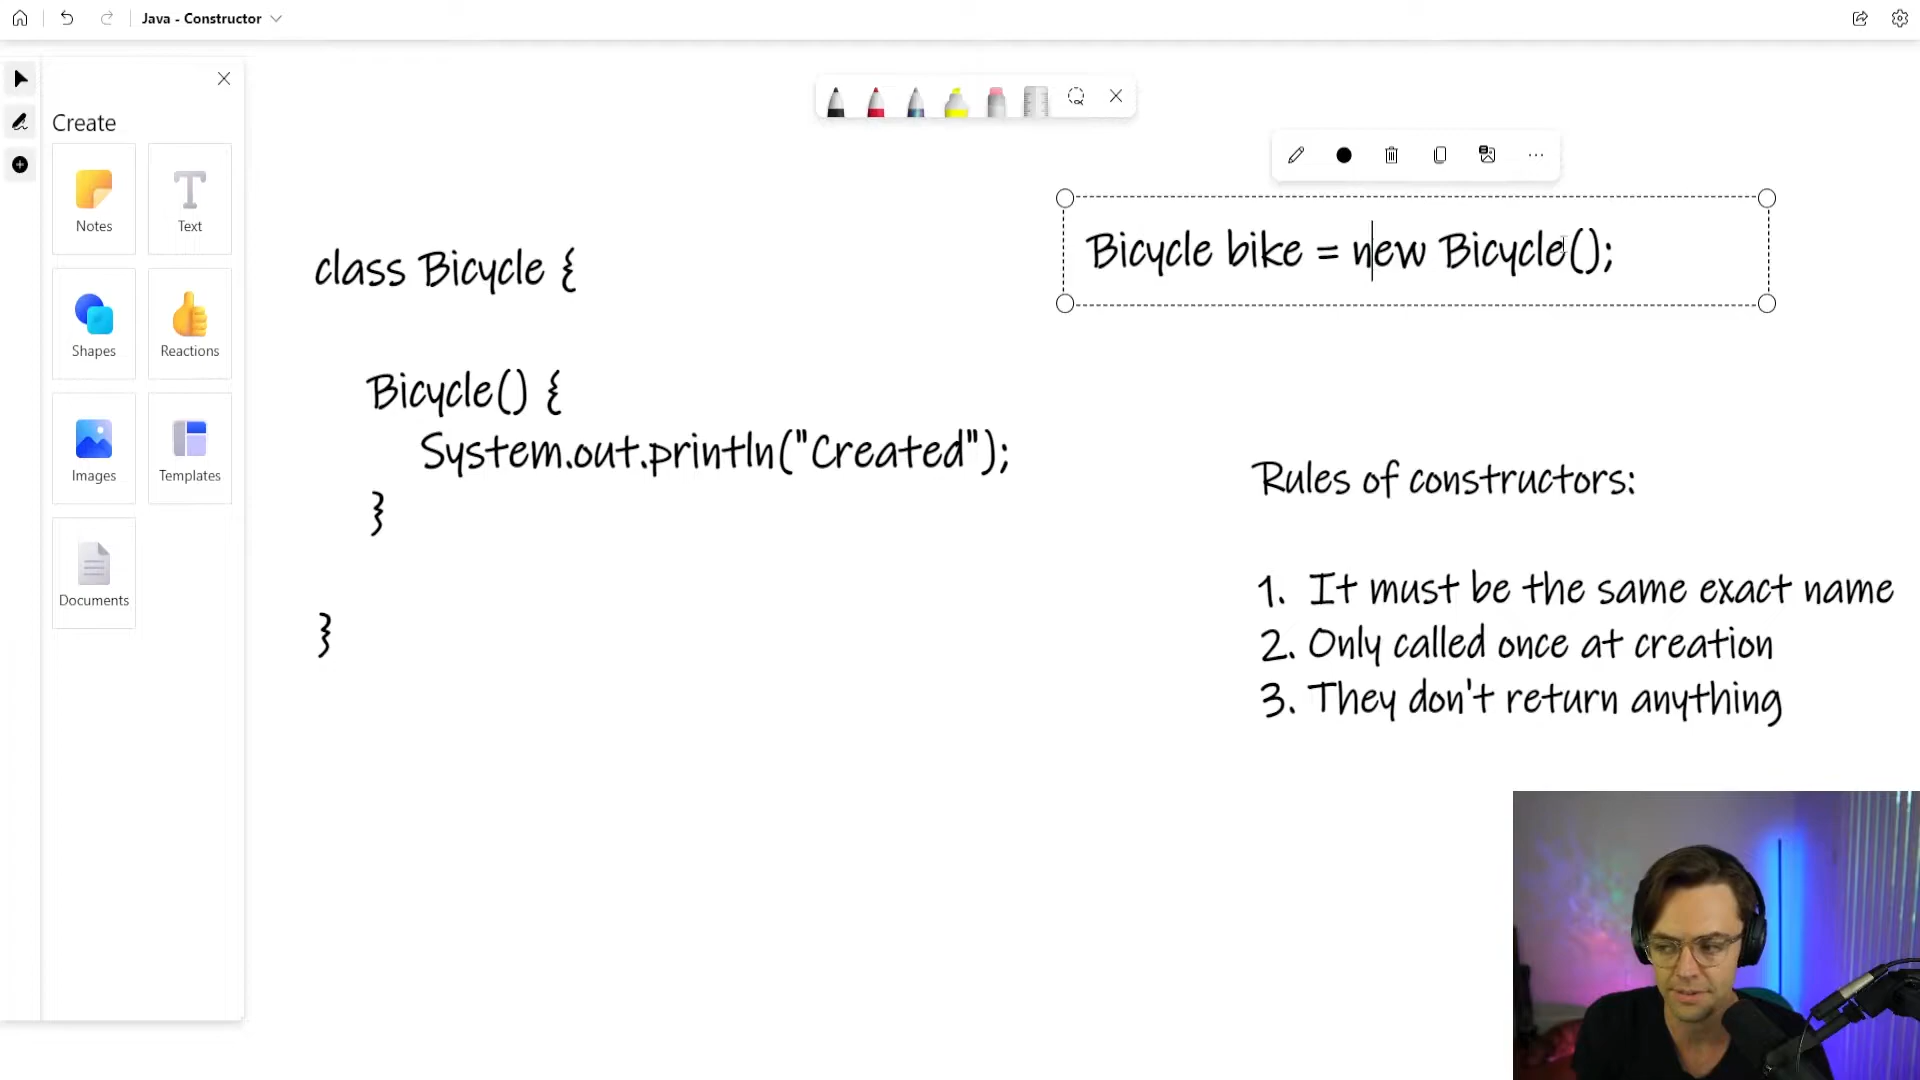 Java - Constructor
Create
Notes
Text
Shapes
Reactions
Images
Templates
Documents
class Bicycle {
Bicycle() {
System.out.println("Created");
}
}
Bicycle bike = new Bicycle();
Rules of constructors:
1. It must be the same exact name
2. Only called once at creation
3. They don't return anything